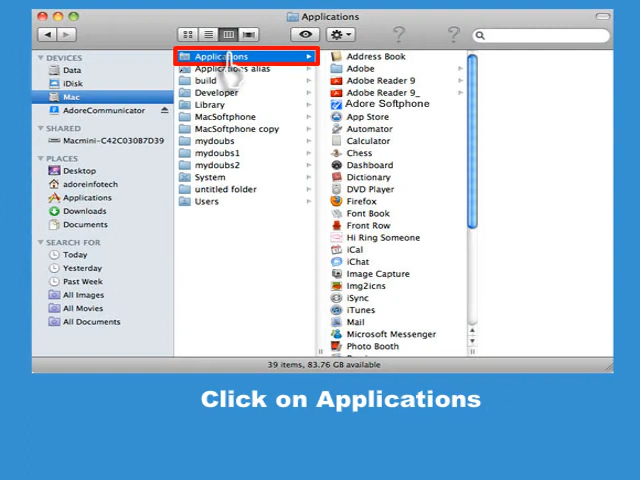 Applications
DEVICES
Data
iDisk
Mac
AdoreCommunicator
SHARED
Macmini-C42C03087D39
PLACES
Desktop
adoreinfotech
Applications
Downloads
Documents
SEARCH FOR
Today
Yesterday
Past Week
All Images
All Movies
All Documents
Applications
Applications alias
build
Developer
Library
MacSoftphone
MacSoftphone copy
mydoubs
mydoubs1
mydoubs2
System
untitled folder
Users
Address Book
Adobe
Adobe Reader 9
Adobe Reader 9_
Adore Softphone
App Store
Automator
Calculator
Chess
Dashboard
Dictionary
DVD Player
Firefox
Font Book
Front Row
Hi Ring Someone
iCal
iChat
Image Capture
Img2icns
iSync
iTunes
Mail
Microsoft Messenger
Photo Booth
39 items, 83.76 GB available
Click on Applications